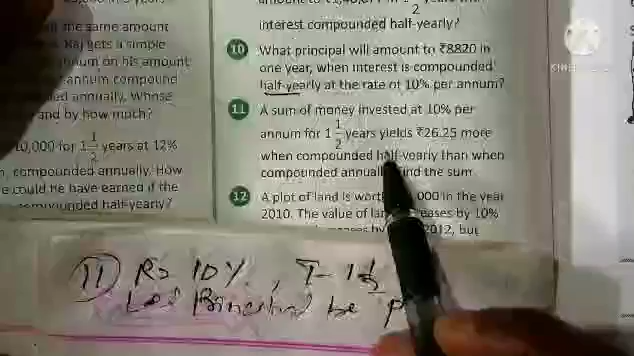 the same amount
Raj gets a simple
annum on his amount
annum compound
ed annually. Whose
and by how much?
10,000 for 1 1/2 years at 12%
compounded annually. How
e could he have earned if the
compounded half-yearly?
2
interest compounded half-yearly?
10 What principal will amount to ₹8820 in
one year, when interest is compounded
half-yearly at the rate of 10% per annum?
11 A sum of money invested at 10% per
annum for 1 1/2 years yields ₹26.25 more
when compounded half-yearly than when
compounded annually. Find the sum.
12 A plot of land is worth 000 in the year
2010. The value of land increases by 10%
by 2012, but
11 R= 10%, T- 1 1/2
Let Principal be P